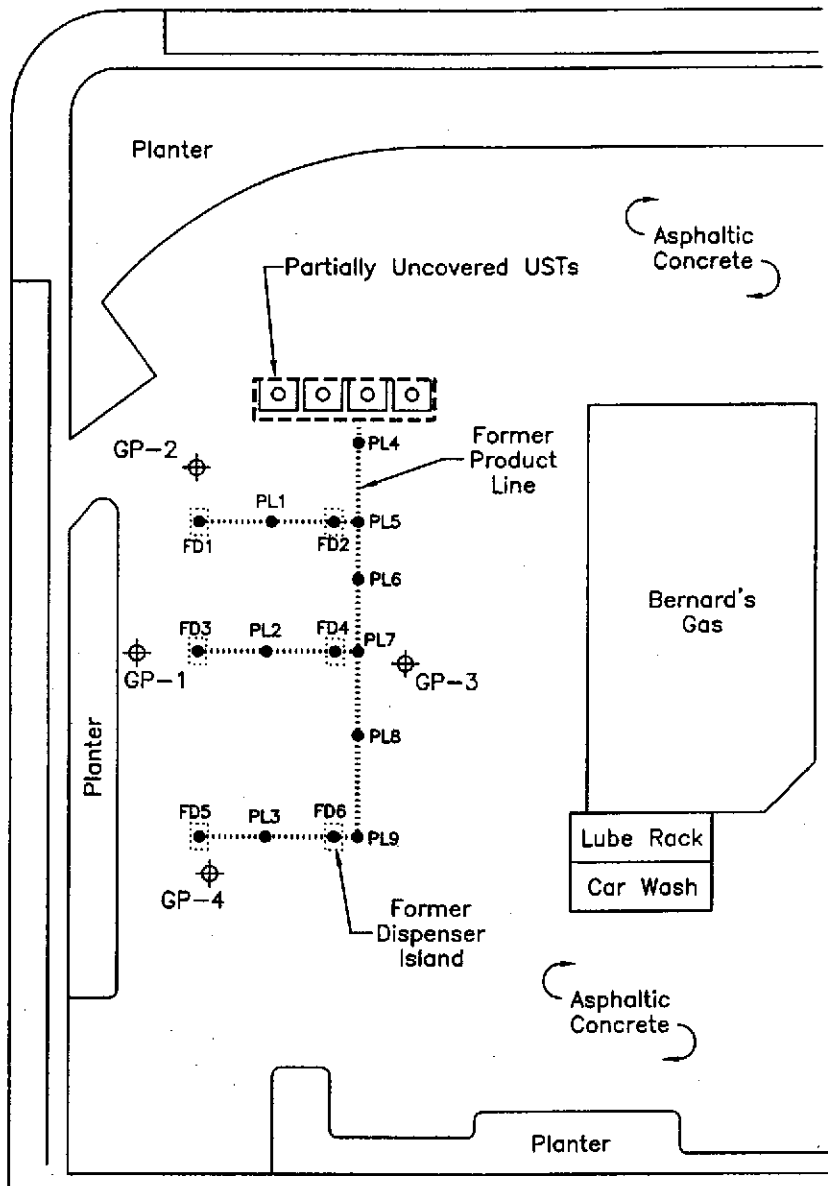 Planter
Asphaltic
Concrete
Partially Uncovered USTs
PL4
Former
Product
Line
GP-2
PL1
PL5
FD1
FD2
PL6
Bernard's
Gas
FD3
PL2
FD4
PL7
GP-1
GP-3
PL8
Planter
FD5
PL3
FD6
PL9
Lube Rack
Car Wash
GP-4
Former
Dispenser
Island
Asphaltic
Concrete
Planter